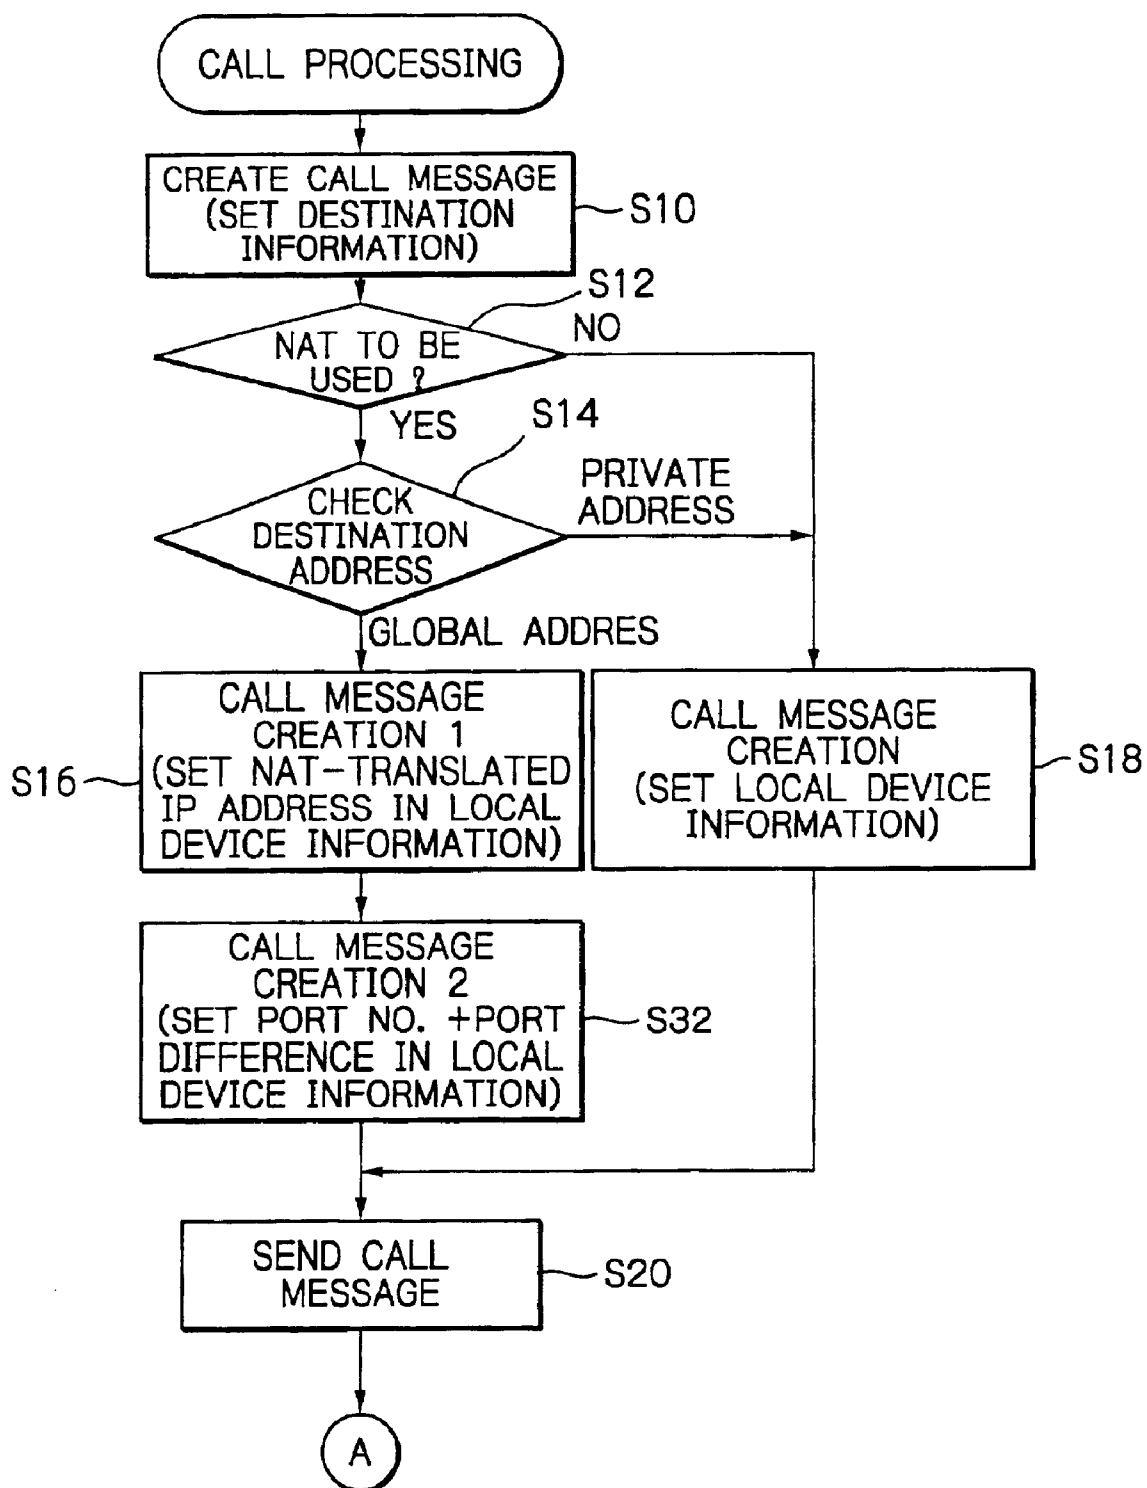 CALL PROCESSING
CREATE CALL MESSAGE
(SET DESTINATION
INFORMATION)
S10
S12
NAT TO BE
USED ?
NO
YES
S14
CHECK
DESTINATION
ADDRESS
PRIVATE
ADDRESS
GLOBAL ADDRES
CALL MESSAGE
CREATION 1
(SET NAT-TRANSLATED
IP ADDRESS IN LOCAL
DEVICE INFORMATION)
S16
CALL MESSAGE
CREATION
(SET LOCAL DEVICE
INFORMATION)
S18
CALL MESSAGE
CREATION 2
(SET PORT NO. +PORT
DIFFERENCE IN LOCAL
DEVICE INFORMATION)
S32
SEND CALL
MESSAGE
S20
A